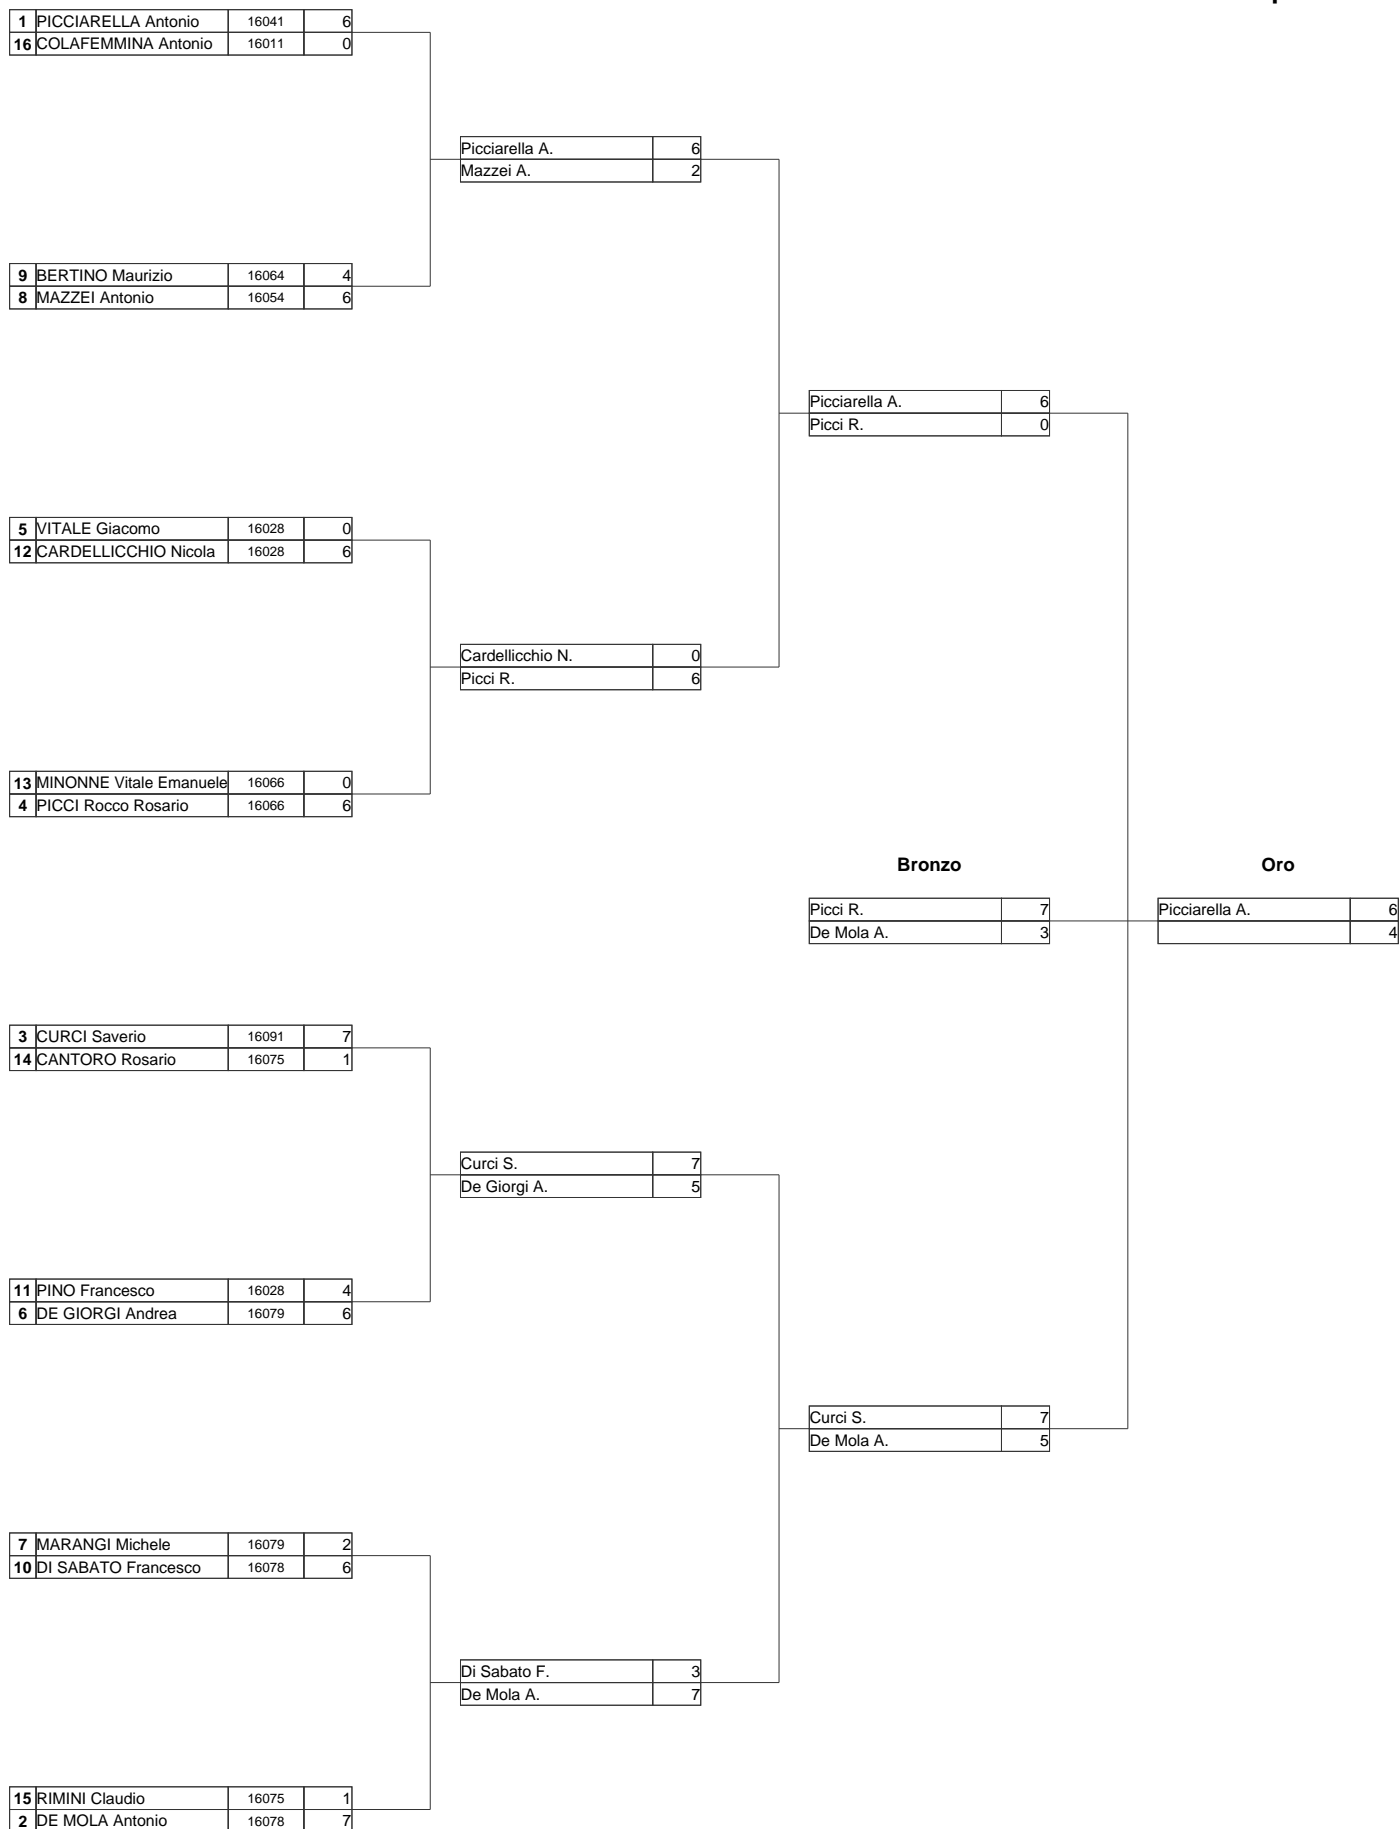 1 PICCIARELLA Antonio 16041 6
16 COLAFEMMINA Antonio 16011 0
Picciarella A. 6
Mazzei A. 2
9 BERTINO Maurizio 16064 4
8 MAZZEI Antonio 16054 6
Picciarella A. 6
Picci R. 0
5 VITALE Giacomo 16028 0
12 CARDELLICCHIO Nicola 16028 6
Cardellicchio N. 0
Picci R. 6
13 MINONNE Vitale Emanuele 16066 0
4 PICCI Rocco Rosario 16066 6
Bronzo Oro
Picci R. 7 Picciarella A. 6
De Mola A. 3 4
3 CURCI Saverio 16091 7
14 CANTORO Rosario 16075 1
Curci S. 7
De Giorgi A. 5
11 PINO Francesco 16028 4
6 DE GIORGI Andrea 16079 6
Curci S. 7
De Mola A. 5
7 MARANGI Michele 16079 2
10 DI SABATO Francesco 16078 6
Di Sabato F. 3
De Mola A. 7
15 RIMINI Claudio 16075 1
2 DE MOLA Antonio 16078 7